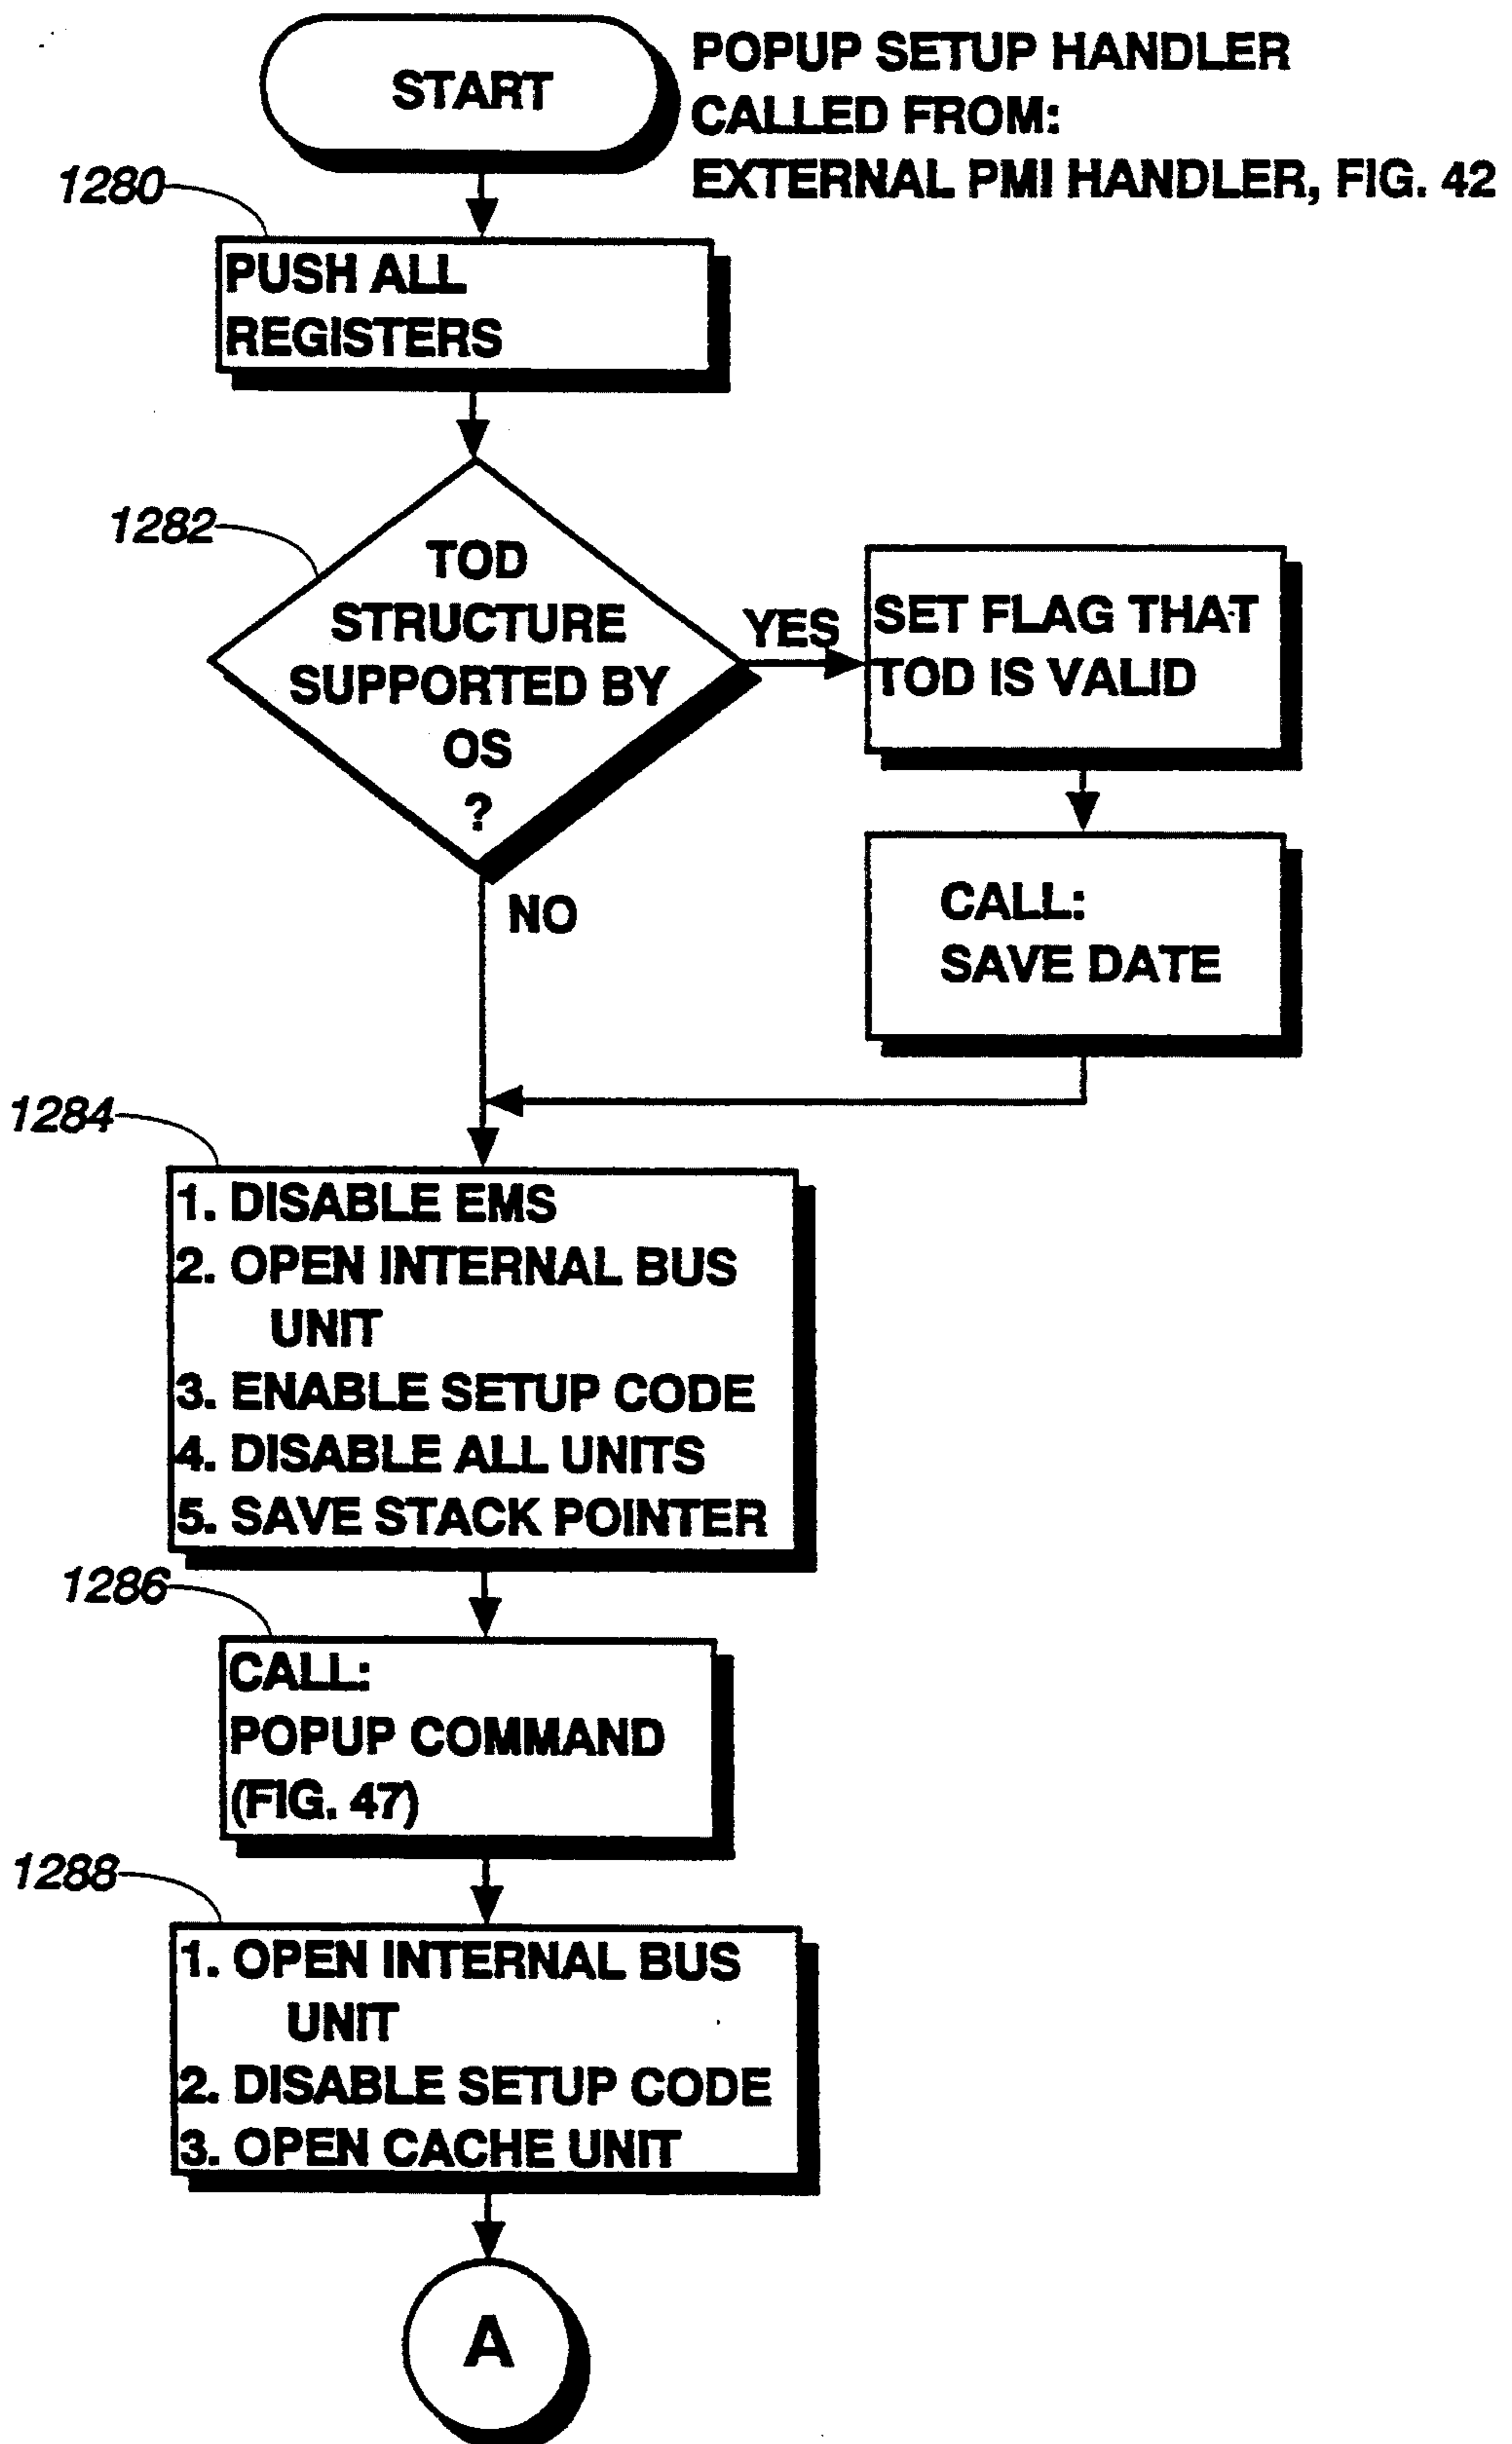 START
POPUP SETUP HANDLER
CALLED FROM:
EXTERNAL PMI HANDLER, FIG. 42
1280
PUSH ALL
REGISTERS
1282
TOD
STRUCTURE
SUPPORTED BY
OS
?
YES
SET FLAG THAT
TOD IS VALID
NO
CALL:
SAVE DATE
1284
1. DISABLE EMS
2. OPEN INTERNAL BUS
UNIT
3. ENABLE SETUP CODE
4. DISABLE ALL UNITS
5. SAVE STACK POINTER
1286
CALL:
POPUP COMMAND
(FIG. 47)
1288
1. OPEN INTERNAL BUS
UNIT
2. DISABLE SETUP CODE
3. OPEN CACHE UNIT
A